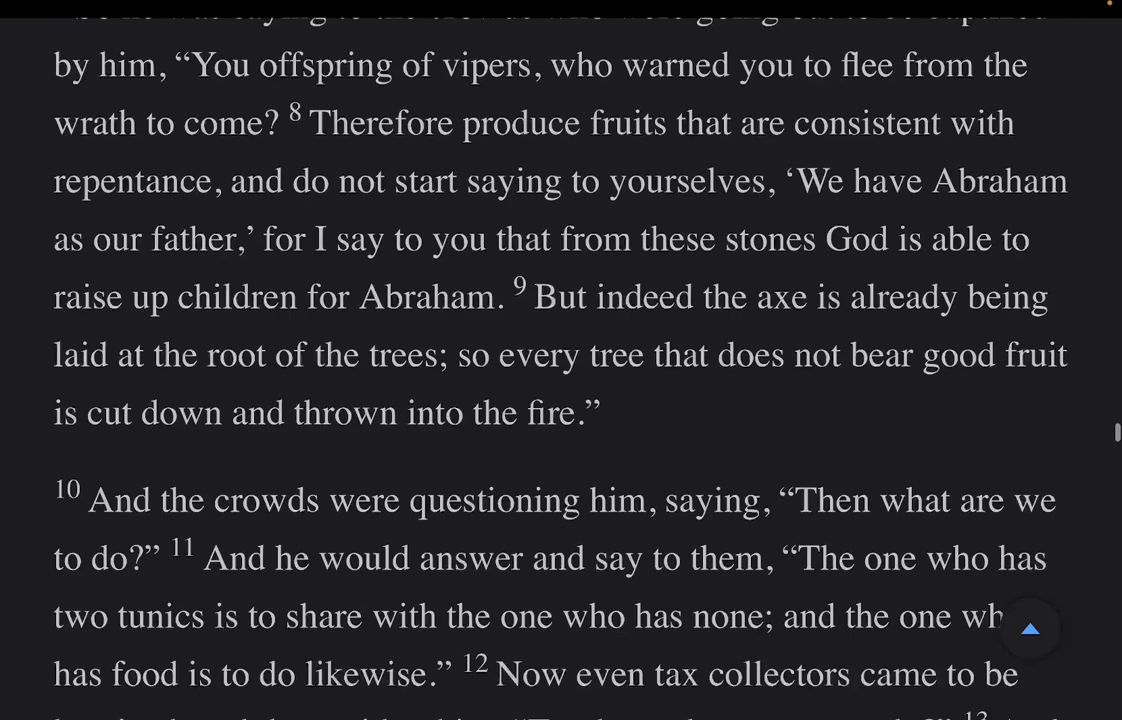 by him, “You offspring of vipers, who warned you to flee from the
wrath to come? 8 Therefore produce fruits that are consistent with
repentance, and do not start saying to yourselves, ‘We have Abraham
as our father,’ for I say to you that from these stones God is able to
raise up children for Abraham. 9 But indeed the axe is already being
laid at the root of the trees; so every tree that does not bear good fruit
is cut down and thrown into the fire.”
10 And the crowds were questioning him, saying, “Then what are we
to do?” 11 And he would answer and say to them, “The one who has
two tunics is to share with the one who has none; and the one wh
has food is to do likewise.” 12 Now even tax collectors came to be